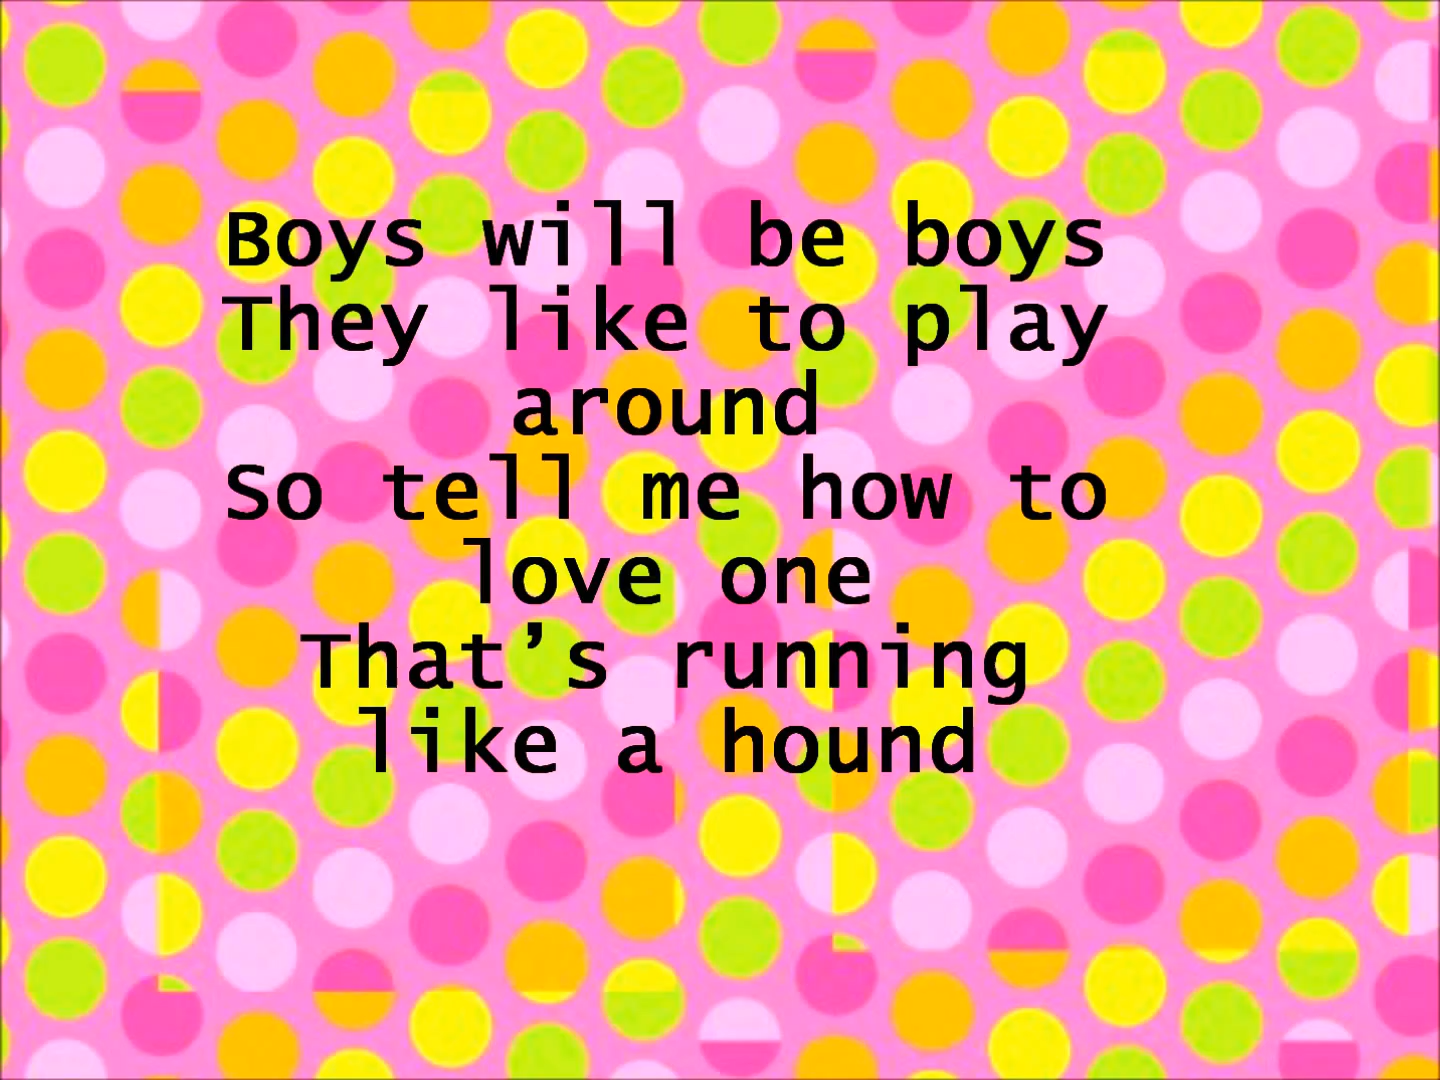 Boys will be boys
They like to play
around
So tell me how to
love one
That’s running
like a hound